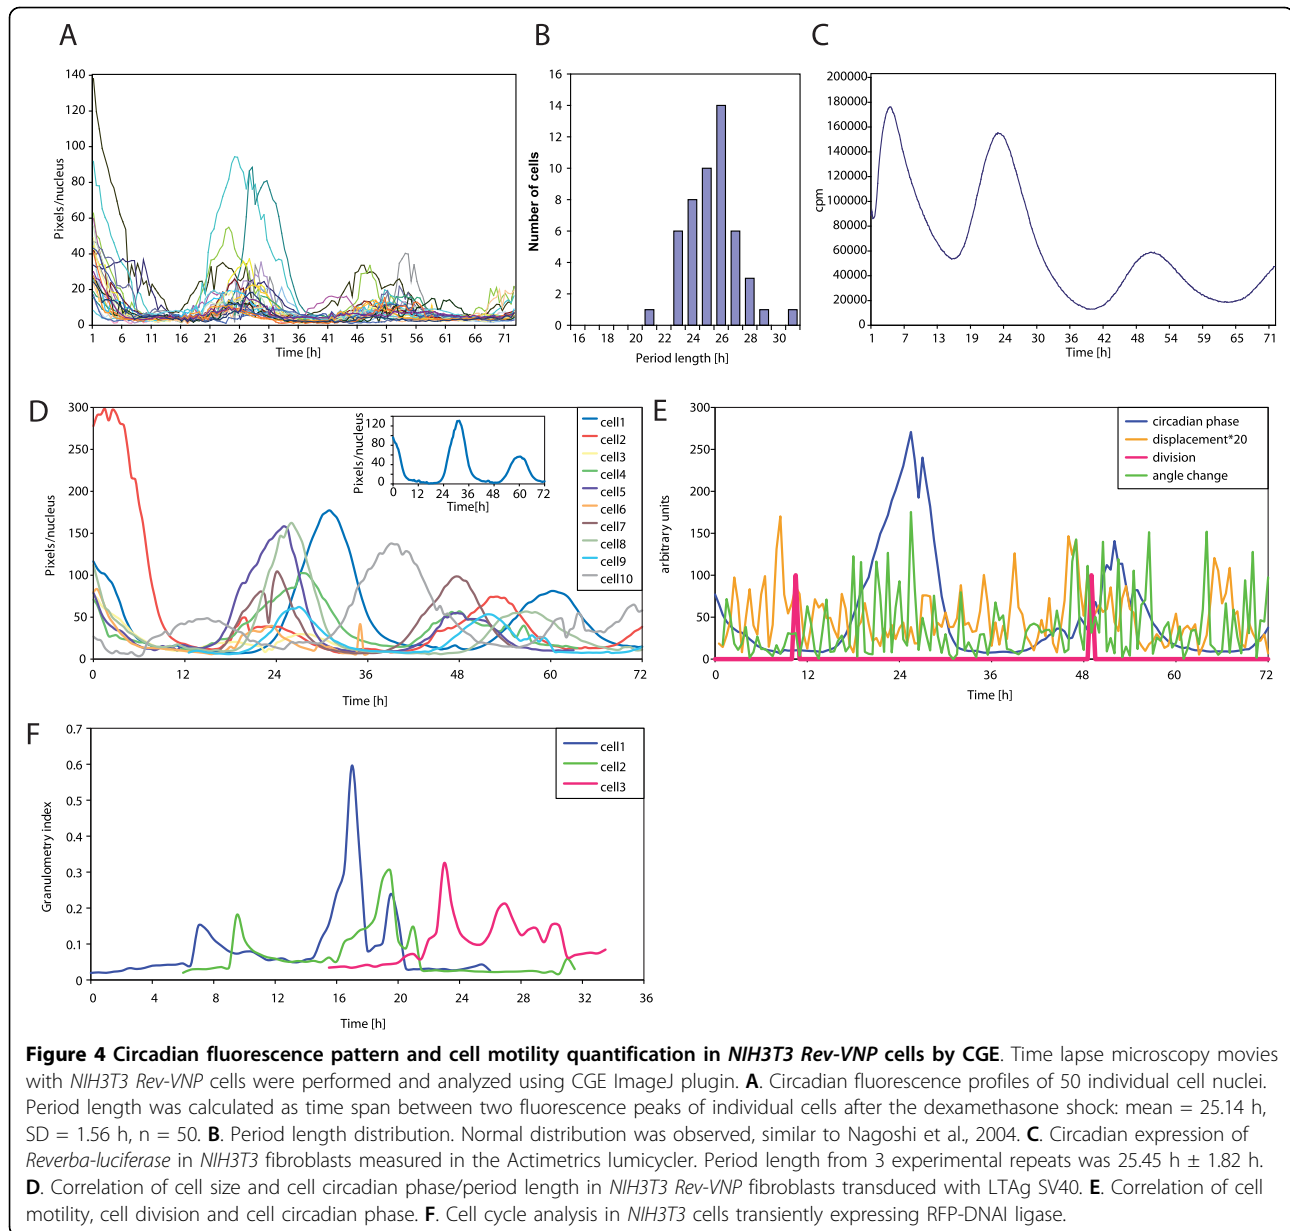 A
B
C
140
120
100
80
60
40
20
0
Pixels/nucleus
1 6 11 16 21 26 31 36 41 46 51 56 61 66 71
Time [h]
16
14
12
10
8
6
4
2
0
Number of cells
16 18 20 22 24 26 28 30
Period length [h]
200000
180000
160000
140000
120000
100000
80000
60000
40000
20000
0
cpm
1 7 13 19 24 30 36 42 48 54 59 65 71
Time [h]
D
300
250
200
150
100
50
0
Pixels/nucleus
0 12 24 36 48 60 72
Time [h]
120
80
40
0
Pixels/nucleus
0 12 24 36 48 60 72
Time[h]
cell1
cell2
cell3
cell4
cell5
cell6
cell7
cell8
cell9
cell10
E
300
250
200
150
100
50
0
arbitrary units
0 12 24 36 48 60 72
Time [h]
circadian phase
displacement*20
division
angle change
F
0.7
0.6
0.5
0.4
0.3
0.2
0.1
0
Granulometry index
0 4 8 12 16 20 24 28 32 36
Time [h]
cell1
cell2
cell3
Figure 4 Circadian fluorescence pattern and cell motility quantification in NIH3T3 Rev-VNP cells by CGE. Time lapse microscopy movies
with NIH3T3 Rev-VNP cells were performed and analyzed using CGE ImageJ plugin. A. Circadian fluorescence profiles of 50 individual cell nuclei.
Period length was calculated as time span between two fluorescence peaks of individual cells after the dexamethasone shock: mean = 25.14 h,
SD = 1.56 h, n = 50. B. Period length distribution. Normal distribution was observed, similar to Nagoshi et al., 2004. C. Circadian expression of
Reverba-luciferase in NIH3T3 fibroblasts measured in the Actimetrics lumicycler. Period length from 3 experimental repeats was 25.45 h ± 1.82 h.
D. Correlation of cell size and cell circadian phase/period length in NIH3T3 Rev-VNP fibroblasts transduced with LTAg SV40. E. Correlation of cell
motility, cell division and cell circadian phase. F. Cell cycle analysis in NIH3T3 cells transiently expressing RFP-DNAI ligase.